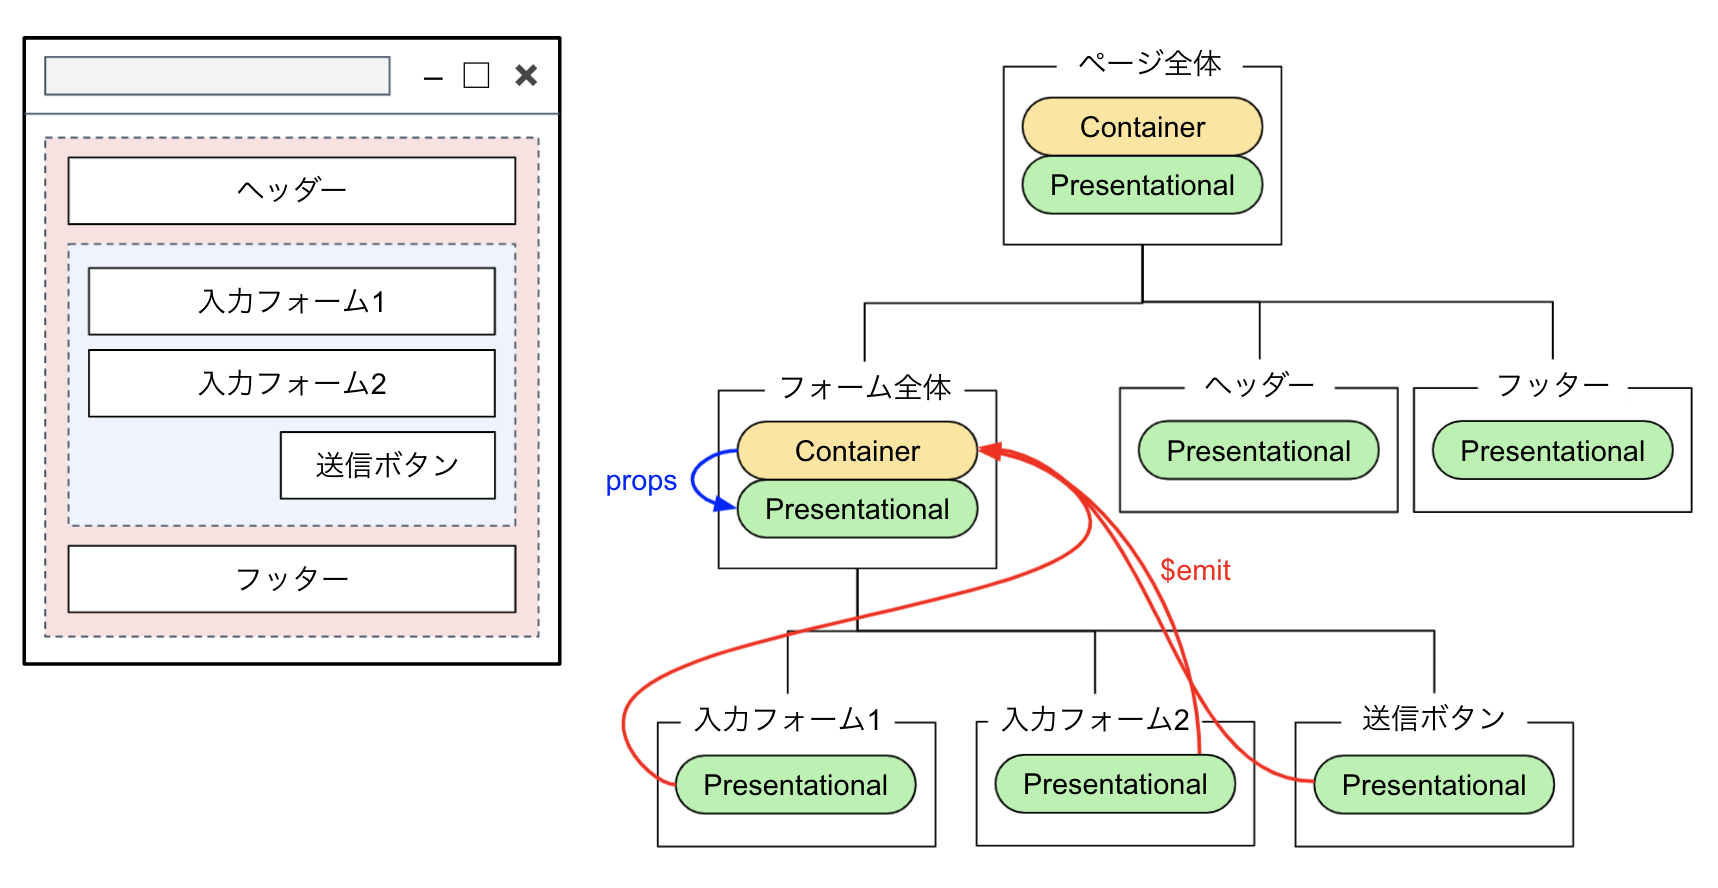 ヘッダー
入力フォーム1
入力フォーム2
送信ボタン
フッター
ページ全体
Container
Presentational
フォーム全体
Container
Presentational
props
ヘッダー
Presentational
フッター
Presentational
$emit
入力フォーム1
Presentational
入力フォーム2
Presentational
送信ボタン
Presentational